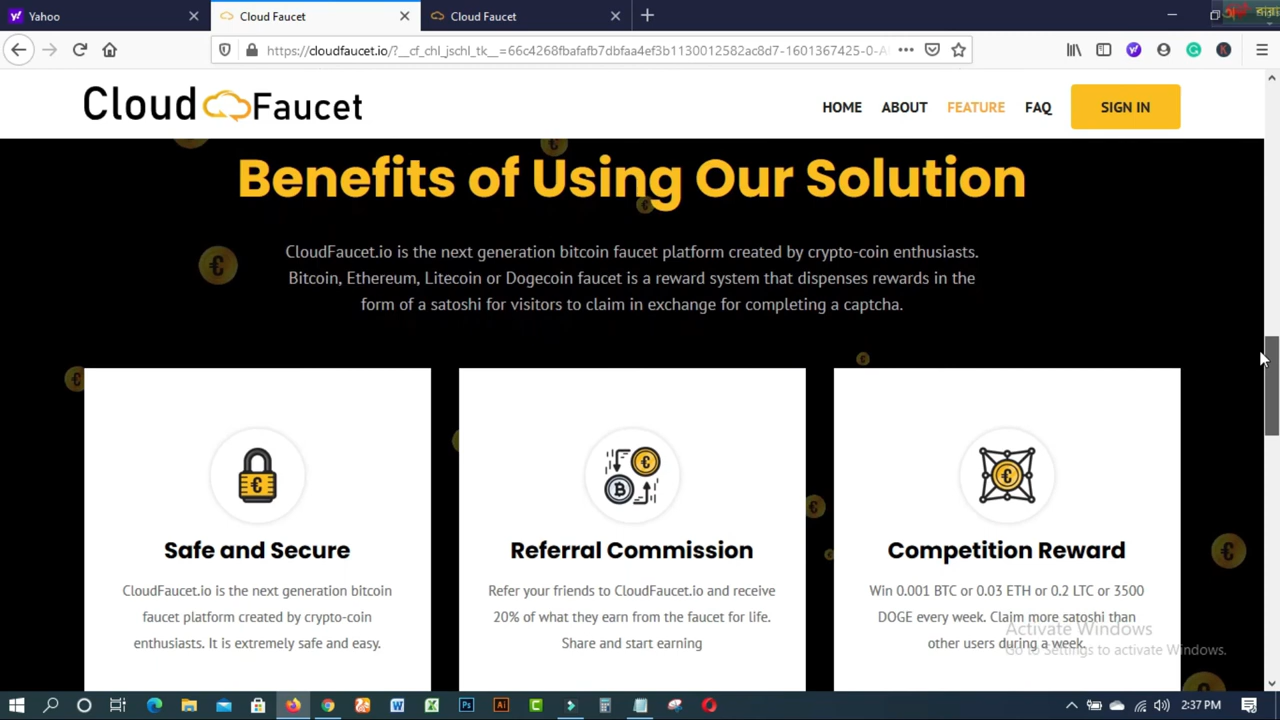 Yahoo
Cloud Faucet
Cloud Faucet
https://cloudfaucet.io/?__cf_chl_jschl_tk__=66c4268fbafafb7dbfaa4ef3b1130012582ac8d7-1601367425-0-A
Cloud Faucet
HOME ABOUT FEATURE FAQ SIGN IN
Benefits of Using Our Solution
CloudFaucet.io is the next generation bitcoin faucet platform created by crypto-coin enthusiasts.
Bitcoin, Ethereum, Litecoin or Dogecoin faucet is a reward system that dispenses rewards in the
form of a satoshi for visitors to claim in exchange for completing a captcha.
Safe and Secure
CloudFaucet.io is the next generation bitcoin
faucet platform created by crypto-coin
enthusiasts. It is extremely safe and easy.
Referral Commission
Refer your friends to CloudFaucet.io and receive
20% of what they earn from the faucet for life.
Share and start earning
Competition Reward
Win 0.001 BTC or 0.03 ETH or 0.2 LTC or 3500
DOGE every week. Claim more satoshi than
other users during a week.
Activate Windows
Go to Settings to activate Windows.
2:37 PM